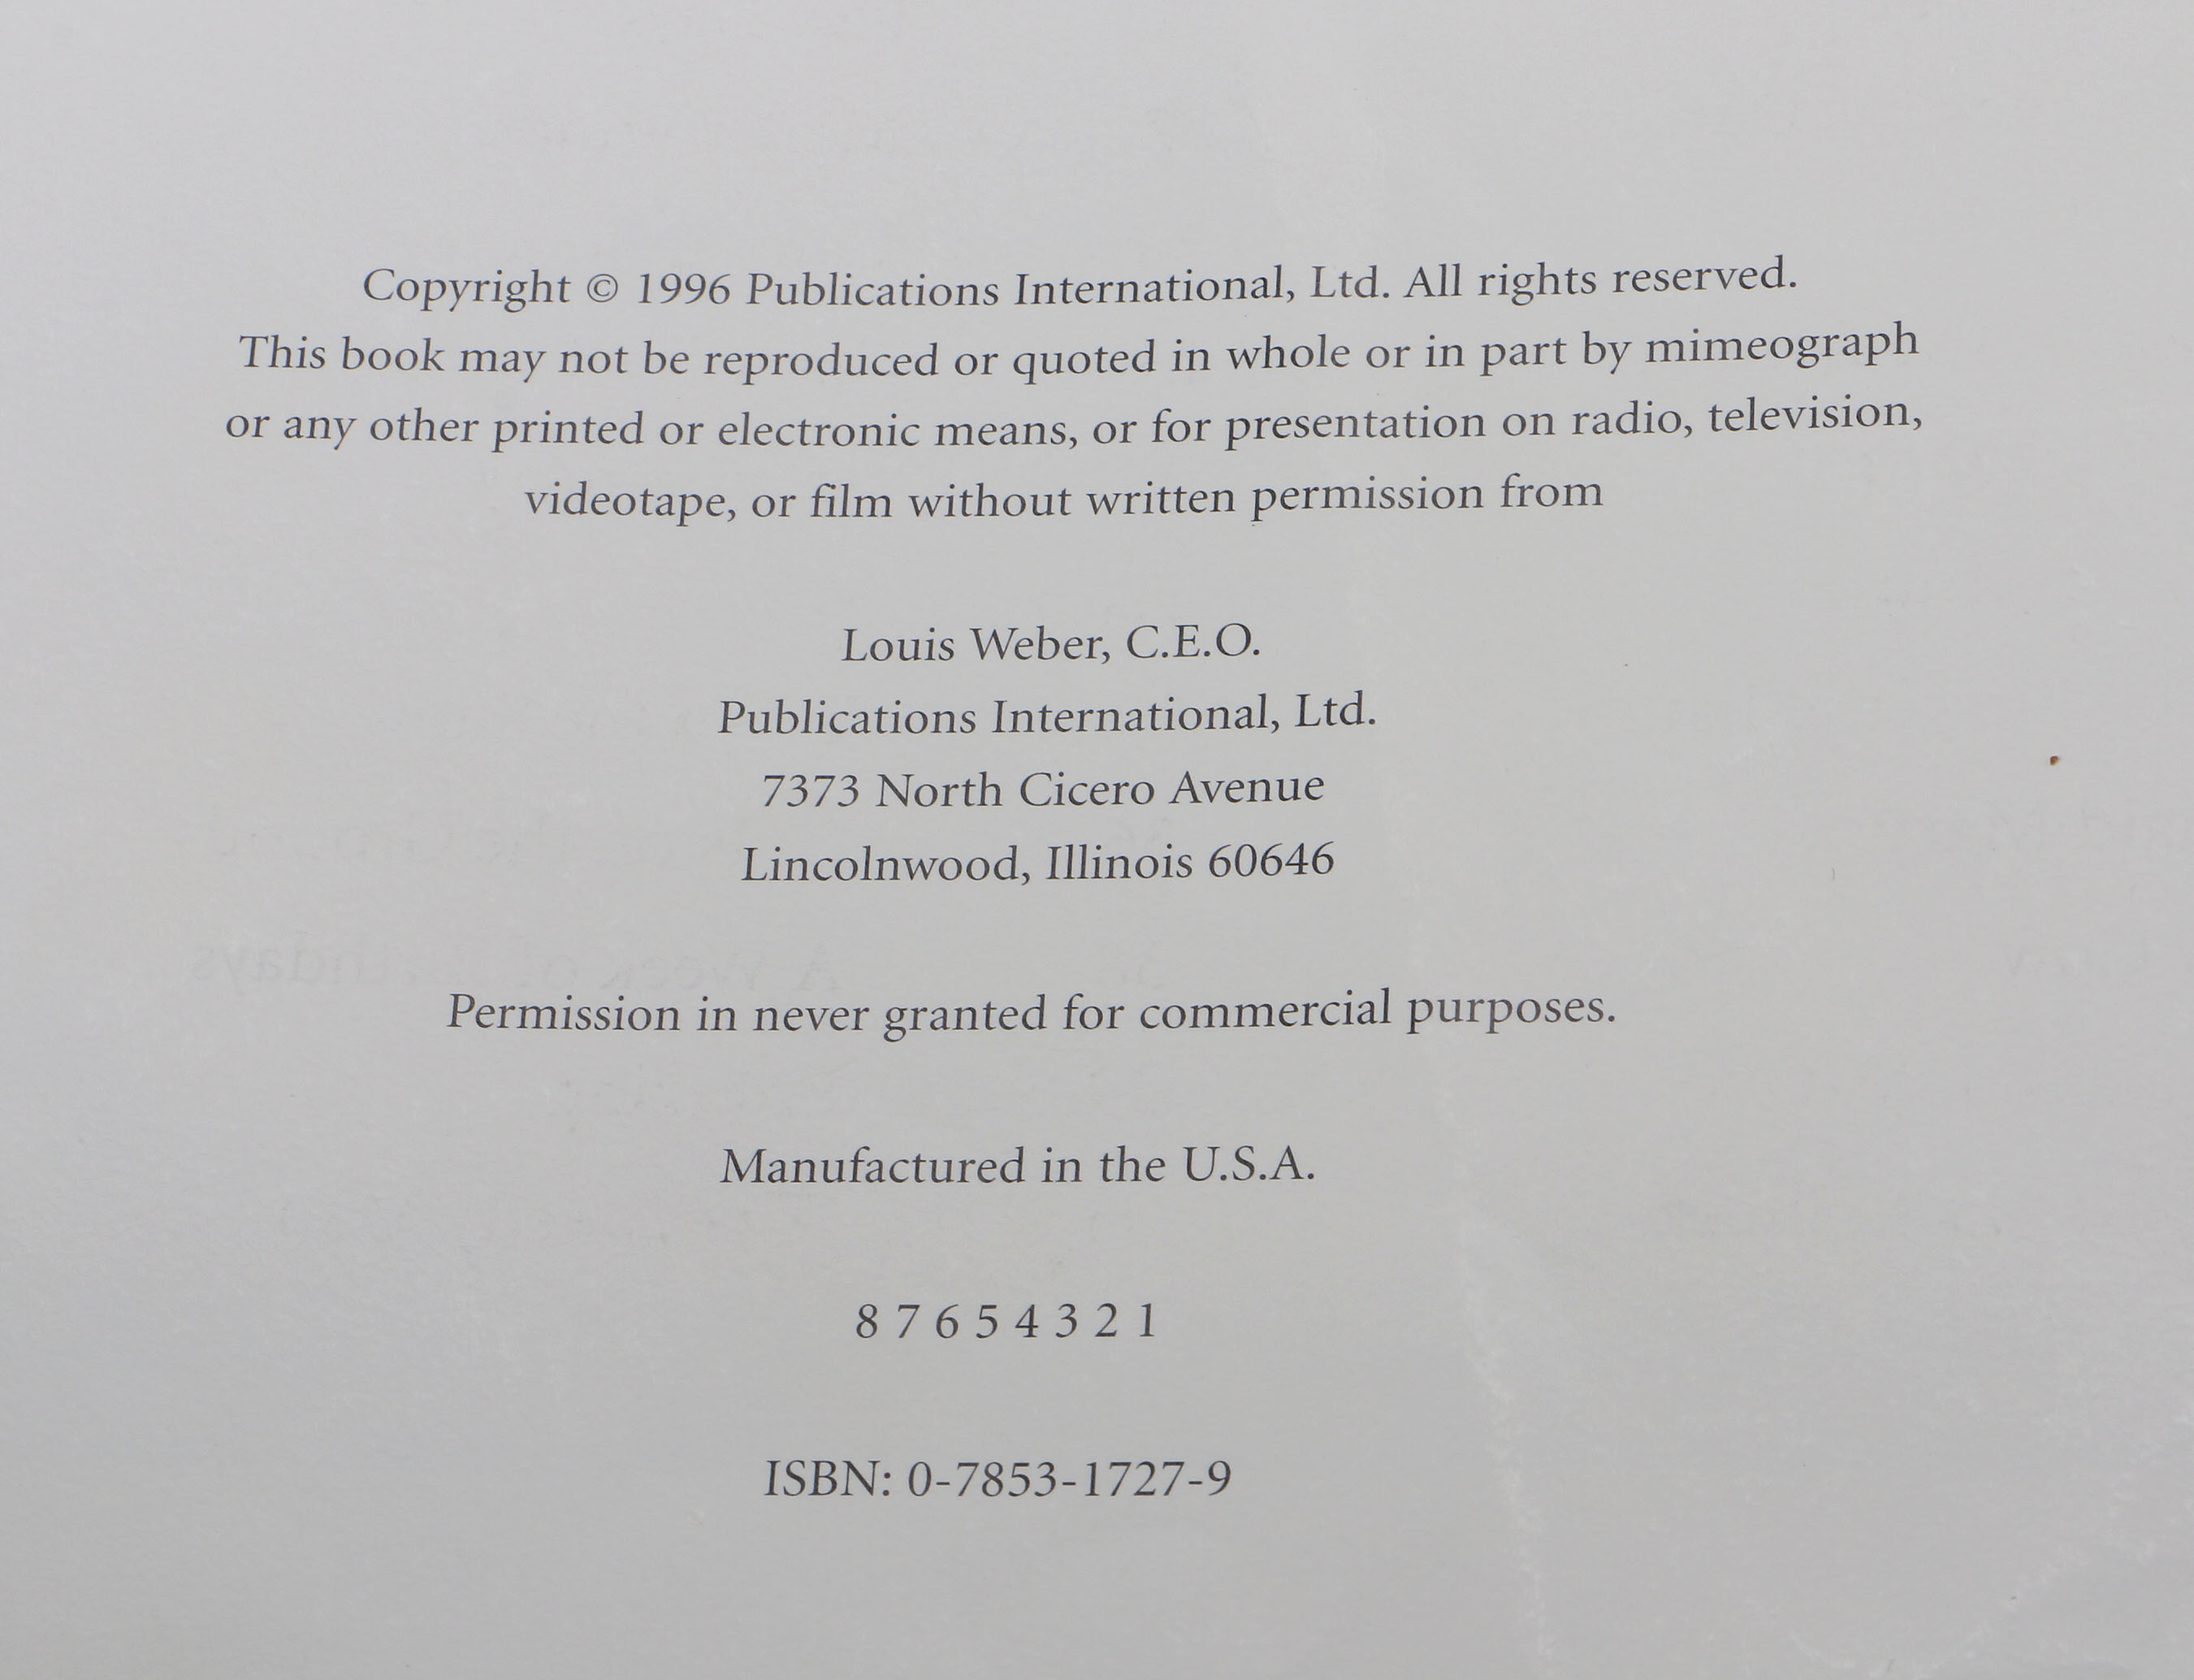 Copyright © 1996 Publications International, Ltd. All rights reserved.
This book may not be reproduced or quoted in whole or in part by mimeograph
or any other printed or electronic means, or for presentation on radio, television,
videotape, or film without written permission from
Louis Weber, C.E.O.
Publications International, Ltd.
7373 North Cicero Avenue
Lincolnwood, Illinois 60646
Permission in never granted for commercial purposes.
Manufactured in the U.S.A.
8 7 6 5 4 3 2 1
ISBN: 0-7853-1727-9